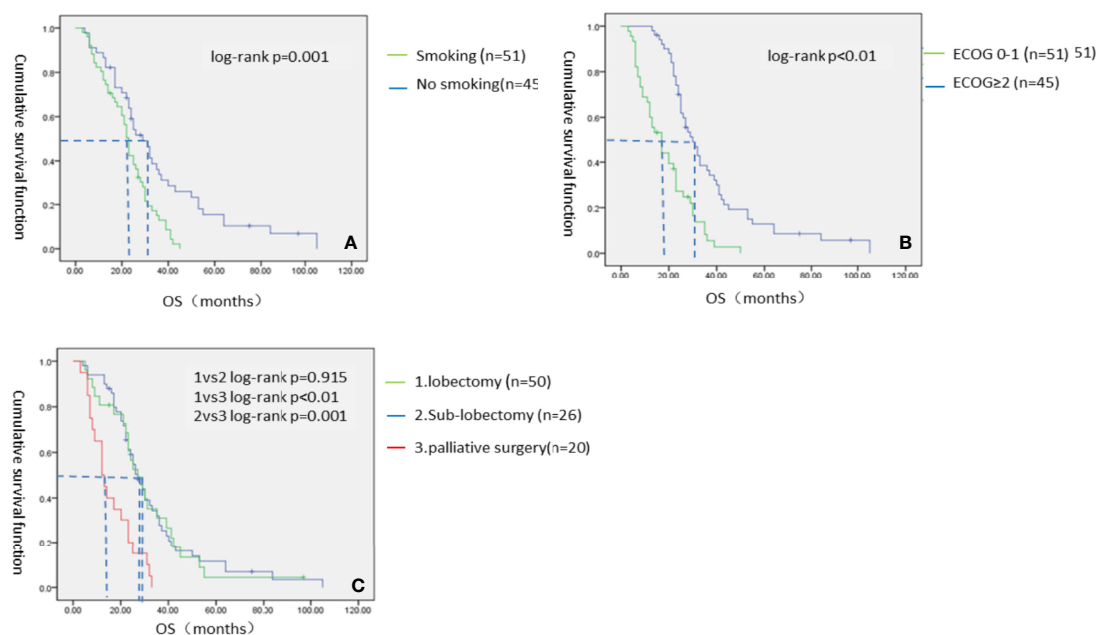 1.0
0.8
0.6
0.4
0.2
0.0
0.00 20.00 40.00 60.00 80.00 100.00 120.00
Cumulative survival function
OS（months）
log-rank p=0.001
A
Smoking (n=51)
No smoking(n=45
1.0
0.8
0.6
0.4
0.2
0.0
0.00 20.00 40.00 60.00 80.00 100.00 120.00
Cumulative survival function
OS（months）
log-rank p<0.01
B
ECOG 0-1 (n=51) 51)
ECOG≥2 (n=45)
1.0
0.8
0.6
0.4
0.2
0.0
0.00 20.00 40.00 60.00 80.00 100.00 120.00
Cumulative survival function
OS（months）
1vs2 log-rank p=0.915
1vs3 log-rank p<0.01
2vs3 log-rank p=0.001
C
1.lobectomy (n=50)
2.Sub-lobectomy (n=26)
3.palliative surgery(n=20)